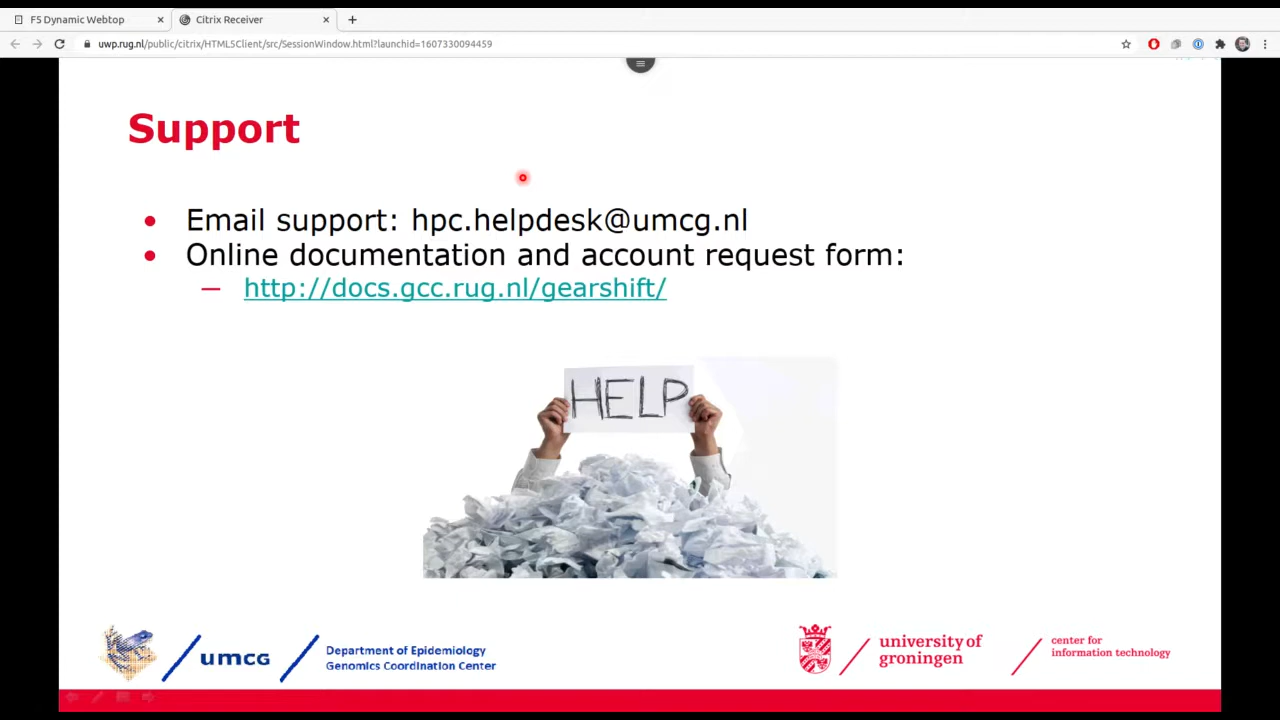 F5 Dynamic Webtop
Citrix Receiver
uwp.rug.nl/public/citrix/HTML5Client/src/SessionWindow.html?launchid=1607330094459
Support
Email support: hpc.helpdesk@umcg.nl
Online documentation and account request form:
http://docs.gcc.rug.nl/gearshift/
HELP
umcg
Department of Epidemiology
Genomics Coordination Center
university of
groningen
center for
information technology